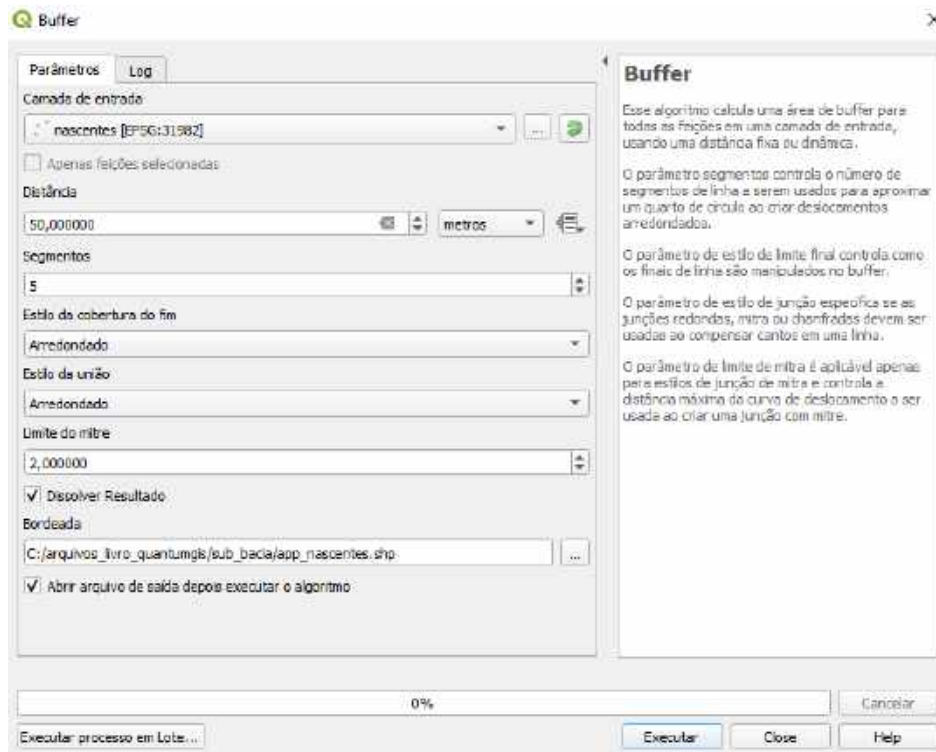 Buffer
Parâmetros
Log
Camada de entrada
nascentes [EPSG:31982]
...
Apenas feições selecionadas
Distância
50,000000
metros
Segmentos
5
Estilo da cobertura do fim
Arredondado
Estilo da união
Arredondado
Limite do mitre
2,000000
Dissolver Resultado
Bordeada
C:/arquivos_livro_quantumgis/sub_bacia/app_nascentes.shp
...
Abrir arquivo de saída depois executar o algoritmo
Buffer
Esse algoritmo calcula uma área de buffer para
todas as feições em uma camada de entrada,
usando uma distância fixa ou dinâmica.
O parâmetro segmentos controla o número de
segmentos de linha a serem usados para aproximar
um quarto de círculo ao criar deslocamentos
arredondados.
O parâmetro de estilo de limite final controla como
os finais de linha são manipulados no buffer.
O parâmetro de estilo de junção especifica se as
junções redondas, mitra ou chanfradas devem ser
usadas ao compensar cantos em uma linha.
O parâmetro de limite de mitra é aplicável apenas
para estilos de junção de mitra e controla a
distância máxima da curva de deslocamento a ser
usada ao criar uma junção com mitre.
0%
Cancelar
Executar processo em Lote...
Executar
Close
Help